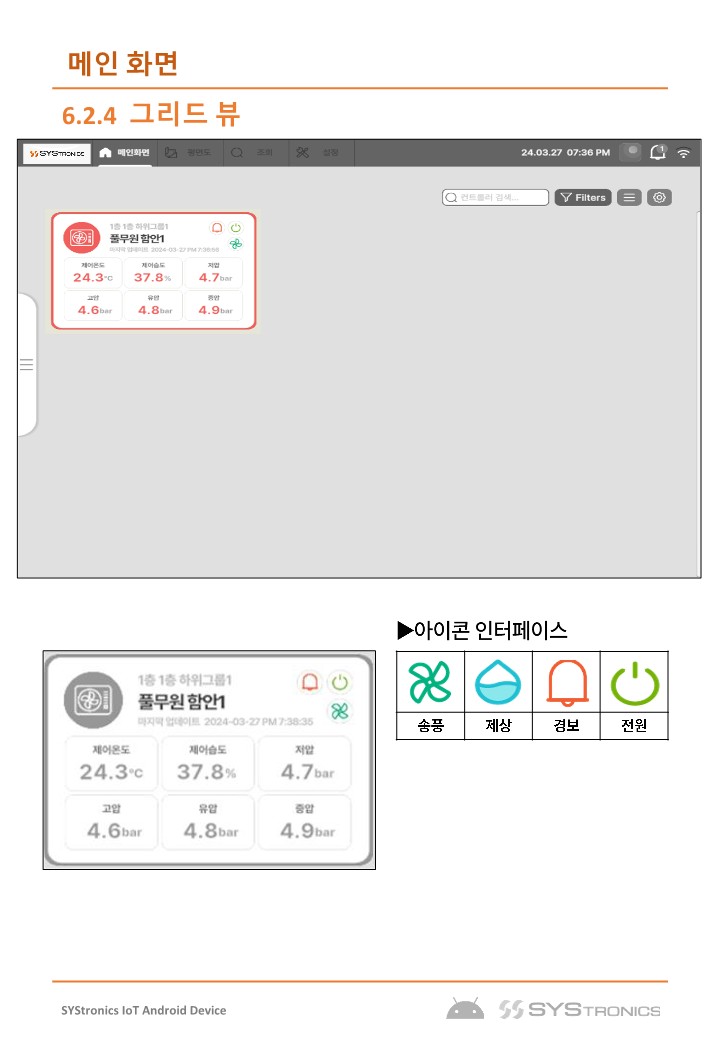 메인 화면
6.2.4 그리드 뷰
SYSTRONICS 메인화면 평면도 조회 설정 24.03.27 07:36 PM 1
컨트롤러 검색... Filters
1층 1층 하위그룹1
풀무원 함안1
마지막 업데이트 2024-03-27 PM 7:38:55
제어온도 제어습도 저압
24.3°C 37.8% 4.7bar
고압 유압 중압
4.6bar 4.8bar 4.9bar
▶아이콘 인터페이스
송풍 제상 경보 전원
1층 1층 하위그룹1
풀무원 함안1
마지막 업데이트 2024-03-27 PM 7:38:35
제어온도 제어습도 저압
24.3°C 37.8% 4.7bar
고압 유압 중압
4.6bar 4.8bar 4.9bar
SYStronics IoT Android Device SYSTRONICS